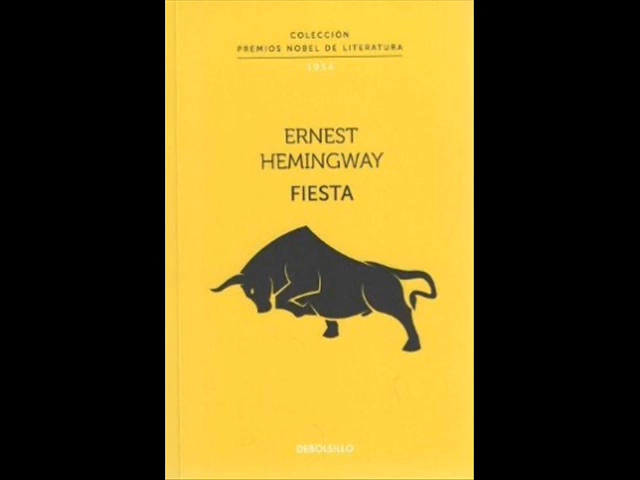 COLECCIÓN
PREMIOS NOBEL DE LITERATURA
1954
ERNEST
HEMINGWAY
FIESTA
DEBOLSILLO